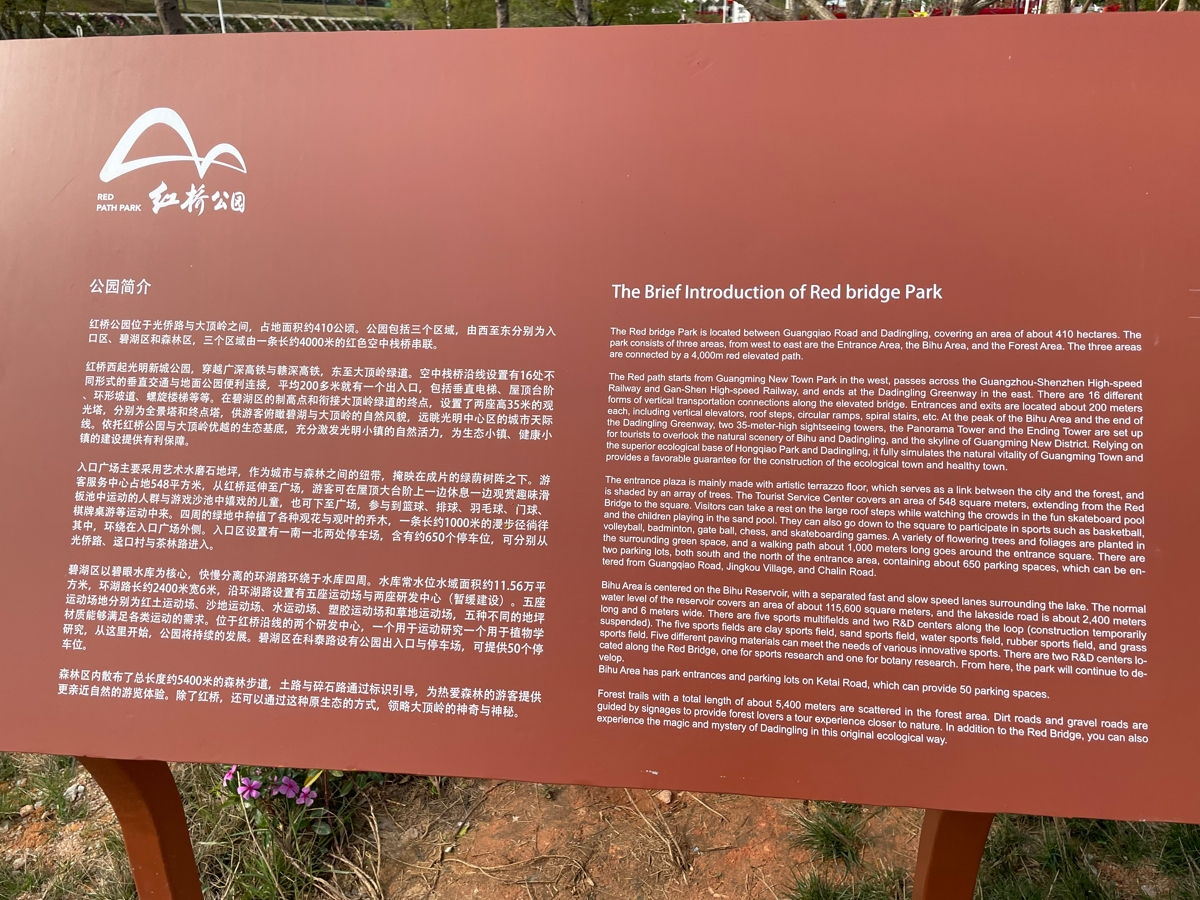 RED
PATH PARK 红桥公园
公园简介
红桥公园位于光侨路与大顶岭之间，占地面积约410公顷。公园包括三个区域，由西至东分别为入
口区、碧湖区和森林区，三个区域由一条长约4000米的红色空中栈桥串联。
红桥西起光明新城公园，穿越广深高铁与赣深高铁，东至大顶岭绿道。空中栈桥沿线设置有16处不
同形式的垂直交通与地面公园便利连接，平均200多米就有一个出入口，包括垂直电梯、屋顶台阶
、环形坡道、螺旋楼梯等等。在碧湖区的制高点和衔接大顶岭绿道的终点，设置了两座高35米的观
光塔，分别为全景塔和终点塔，供游客俯瞰碧湖与大顶岭的自然风貌，远眺光明中心区的城市天际
线。依托红桥公园与大顶岭优越的生态基底，充分激发光明小镇的自然活力，为生态小镇、健康小
镇的建设提供有利保障。
入口广场主要采用艺术水磨石地坪，作为城市与森林之间的纽带，掩映在成片的绿荫树阵之下。游
客服务中心占地548平方米，从红桥延伸至广场，游客可在屋顶大台阶上一边休息一边观赏趣味滑
板池中运动的人群与游戏沙池中嬉戏的儿童，也可下至广场，参与到篮球、排球、羽毛球、门球、
棋牌桌游等运动中来。四周的绿地中种植了各种观花与观叶的乔木，一条长约1000米的漫步径徜徉
其中，环绕在入口广场外侧。入口区设置有一南一北两处停车场，含有约650个停车位，可分别从
光侨路、迳口村与茶林路进入。
碧湖区以碧眼水库为核心，快慢分离的环湖路环绕于水库四周。水库常水位水域面积约11.56万平
方米，环湖路长约2400米宽6米，沿环湖路设置有五座运动场与两座研发中心（暂缓建设）。五座
运动场地分别为红土运动场、沙地运动场、水运动场、塑胶运动场和草地运动场，五种不同的地坪
材质能够满足各类运动的需求。位于红桥沿线的两个研发中心，一个用于运动研究一个用于植物学
研究，从这里开始，公园将持续的发展。碧湖区在科泰路设有公园出入口与停车场，可提供50个停
车位。
森林区内散布了总长度约5400米的森林步道，土路与碎石路通过标识引导，为热爱森林的游客提供
更亲近自然的游览体验。除了红桥，还可以通过这种原生态的方式，领略大顶岭的神奇与神秘。
The Brief Introduction of Red bridge Park
The Red bridge Park is located between Guangqiao Road and Dadingling, covering an area of about 410 hectares. The
park consists of three areas, from west to east are the Entrance Area, the Bihu Area, and the Forest Area. The three areas
are connected by a 4,000m red elevated path.
The Red path starts from Guangming New Town Park in the west, passes across the Guangzhou-Shenzhen High-speed
Railway and Gan-Shen High-speed Railway, and ends at the Dadingling Greenway in the east. There are 16 different
forms of vertical transportation connections along the elevated bridge. Entrances and exits are located about 200 meters
each, including vertical elevators, roof steps, circular ramps, spiral stairs, etc. At the peak of the Bihu Area and the end of
the Dadingling Greenway, two 35-meter-high sightseeing towers, the Panorama Tower and the Ending Tower are set up
for tourists to overlook the natural scenery of Bihu and Dadingling, and the skyline of Guangming New District. Relying on
the superior ecological base of Hongqiao Park and Dadingling, it fully simulates the natural vitality of Guangming Town and
provides a favorable guarantee for the construction of the ecological town and healthy town.
The entrance plaza is mainly made with artistic terrazzo floor, which serves as a link between the city and the forest, and
is shaded by an array of trees. The Tourist Service Center covers an area of 548 square meters, extending from the Red
Bridge to the square. Visitors can take a rest on the large roof steps while watching the crowds in the fun skateboard pool
and the children playing in the sand pool. They can also go down to the square to participate in sports such as basketball,
volleyball, badminton, gate ball, chess, and skateboarding games. A variety of flowering trees and foliages are planted in
the surrounding green space, and a walking path about 1,000 meters long goes around the entrance square. There are
two parking lots, both south and the north of the entrance area, containing about 650 parking spaces, which can be en-
tered from Guangqiao Road, Jingkou Village, and Chalin Road.
Bihu Area is centered on the Bihu Reservoir, with a separated fast and slow speed lanes surrounding the lake. The normal
water level of the reservoir covers an area of about 115,600 square meters, and the lakeside road is about 2,400 meters
long and 6 meters wide. There are five sports multifields and two R&D centers along the loop (construction temporarily
suspended). The five sports fields are clay sports field, sand sports field, water sports field, rubber sports field, and grass
sports field. Five different paving materials can meet the needs of various innovative sports. There are two R&D centers lo-
cated along the Red Bridge, one for sports research and one for botany research. From here, the park will continue to de-
velop.
Bihu Area has park entrances and parking lots on Ketai Road, which can provide 50 parking spaces.
Forest trails with a total length of about 5,400 meters are scattered in the forest area. Dirt roads and gravel roads are
guided by signages to provide forest lovers a tour experience closer to nature. In addition to the Red Bridge, you can also
experience the magic and mystery of Dadingling in this original ecological way.